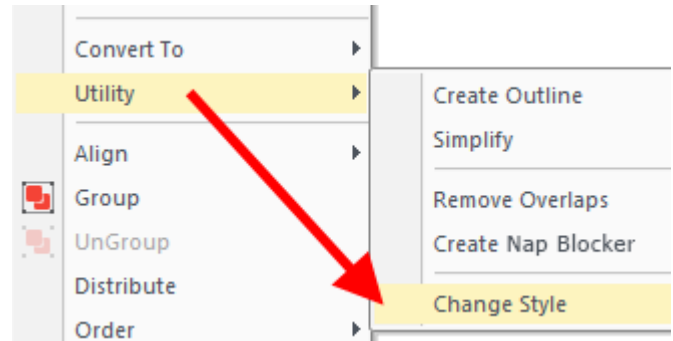 Convert To
Utility
Align
Group
UnGroup
Distribute
Order
Create Outline
Simplify
Remove Overlaps
Create Nap Blocker
Change Style